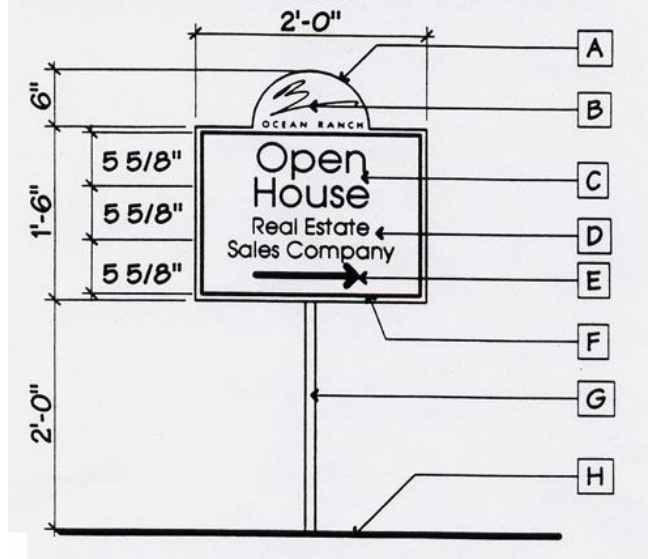 2'-0"
A
6"
B
OCEAN RANCH
Open
House
C
5 5/8"
1'-6"
5 5/8"
Real Estate
D
Sales Company
5 5/8"
E
F
2'-0"
G
H